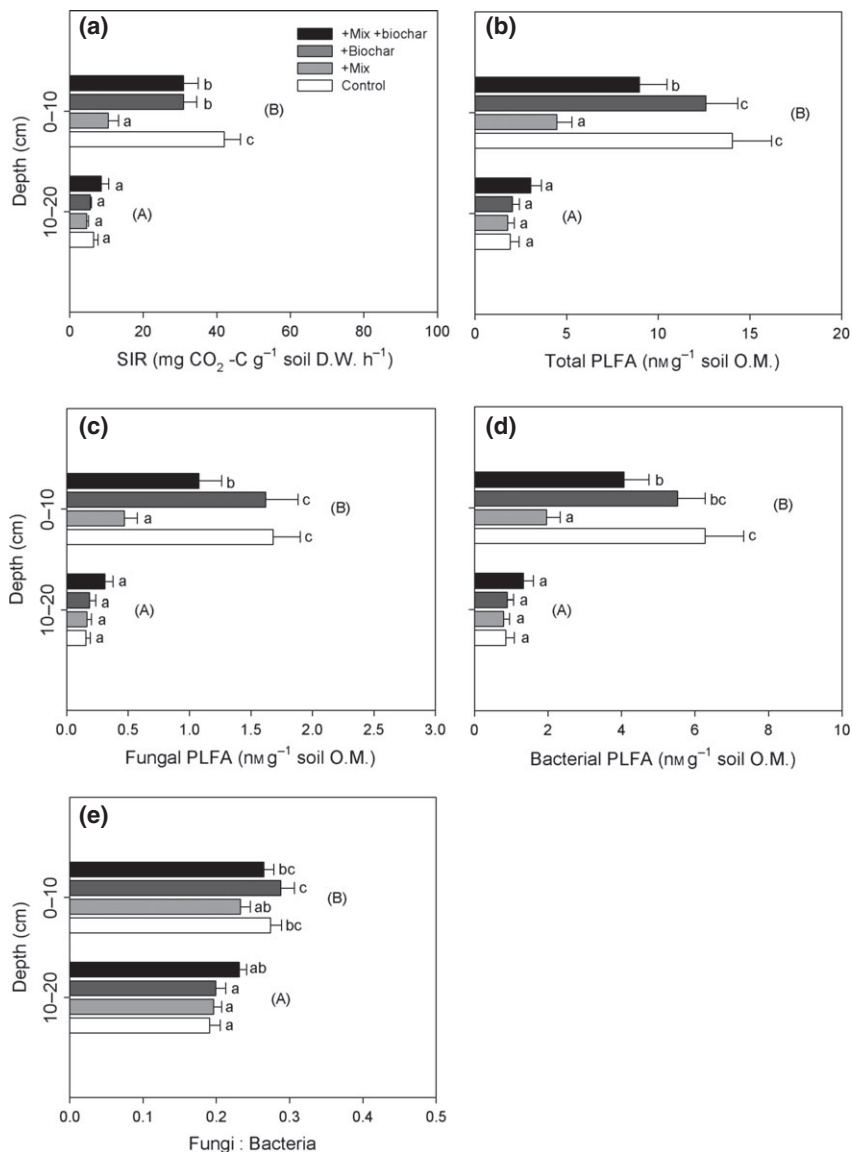 (a)
+Mix +biochar
+Biochar
+Mix
Control
Depth (cm)
0–10
10–20
b
b
a
c
(B)
a
a
a
a
(A)
0 20 40 60 80 100
SIR (mg CO₂ -C g⁻¹ soil D.W. h⁻¹)
(b)
b
c
a
c
(B)
a
a
a
a
(A)
0 5 10 15 20
Total PLFA (nM g⁻¹ soil O.M.)
(c)
Depth (cm)
0–10
10–20
b
c
a
c
(B)
a
a
a
a
(A)
0.0 0.5 1.0 1.5 2.0 2.5 3.0
Fungal PLFA (nM g⁻¹ soil O.M.)
(d)
b
bc
a
c
(B)
a
a
a
a
(A)
0 2 4 6 8 10
Bacterial PLFA (nM g⁻¹ soil O.M.)
(e)
Depth (cm)
0–10
10–20
bc
c
ab
bc
(B)
ab
a
a
a
(A)
0.0 0.1 0.2 0.3 0.4 0.5
Fungi : Bacteria